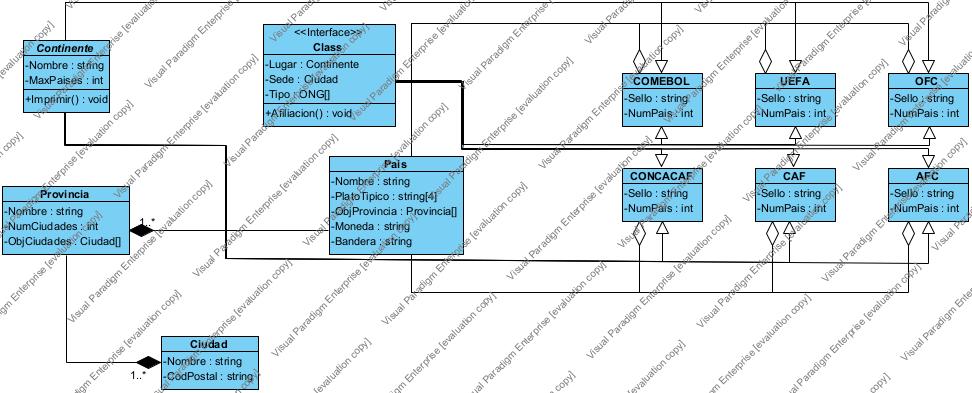 Continente
-Nombre : string
-MaxPaises : int
+Imprimir() : void
<<Interface>>
Class
-Lugar : Continente
-Sede : Ciudad
-Tipo : CONG[]
+Afiliacion() : void
COMEBOL
-Sello : string
-NumPais : int
UEFA
-Sello : string
-NumPais : int
OFC
-Sello : string
-NumPais : int
Pais
-Nombre : string
-PlatoTipico : string[4]
-ObjProvincia : Provincia[]
-Moneda : string
-Bandera : string
CONCACAF
-Sello : string
-NumPais : int
CAF
-Sello : string
-NumPais : int
AFC
-Sello : string
-NumPais : int
Provincia
-Nombre : string
-NumCiudades : int
-ObjCiudades : Ciudad[]
1..*
Ciudad
-Nombre : string
-CodPostal : string
1..*
Visual Paradigm Enterprise [evaluation copy]